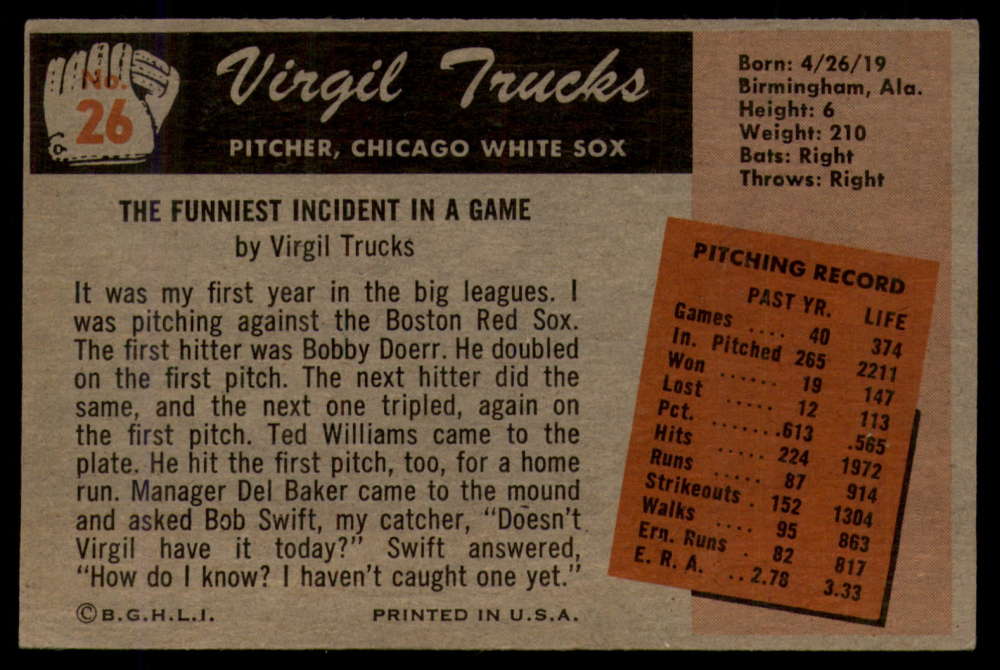 No.
26
Virgil Trucks
PITCHER, CHICAGO WHITE SOX
Born: 4/26/19
Birmingham, Ala.
Height: 6
Weight: 210
Bats: Right
Throws: Right
THE FUNNIEST INCIDENT IN A GAME
by Virgil Trucks
It was my first year in the big leagues. I
was pitching against the Boston Red Sox.
The first hitter was Bobby Doerr. He doubled
on the first pitch. The next hitter did the
same, and the next one tripled, again on
the first pitch. Ted Williams came to the
plate. He hit the first pitch, too, for a home
run. Manager Del Baker came to the mound
and asked Bob Swift, my catcher, "Doesn't
Virgil have it today?" Swift answered,
"How do I know? I haven't caught one yet."
PITCHING RECORD
PAST YR. LIFE
Games .... 40 374
In. Pitched 265 2211
Won ...... 19 147
Lost ..... 12 113
Pct. .......613 .565
Hits ..... 224 1972
Runs ..... 87 914
Strikeouts . 152 1304
Walks .... 95 863
Ern. Runs . 82 817
E. R. A. ..2.78 3.33
©B.G.H.L.I. PRINTED IN U.S.A.